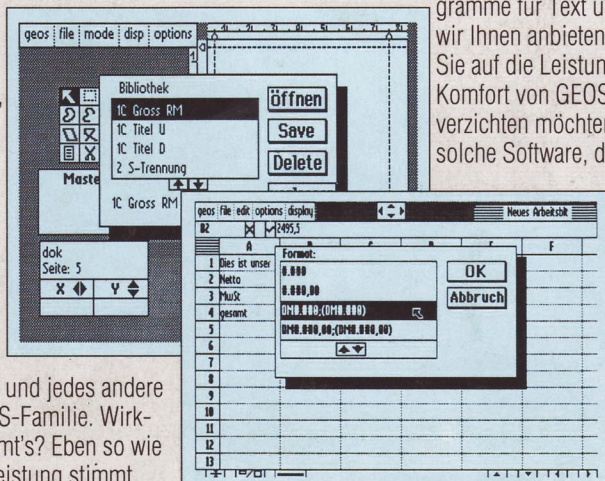 gramme für Text u
wir Ihnen anbieten
Sie auf die Leistun
Komfort von GEOS
verzichten möchten
solche Software, d
geos file mode disp options
Bibliothek
1C Gross RM
1C Titel U
1C Titel D
2 S-Trennung
1C Gross RM
Öffnen
Save
Delete
Maste
dok
Seite: 5
X Y
geos file edit options display
Neues Arbeitsblt
B2
2495,5
A
F
1 Dies ist unser
2 Netto
3 MwSt
4 gesamt
5
6
7
8
9
10
11
12
13
Format:
0.000
0.000,00
DM0.000;(DM0.000)
DM0.000,00;(DM0.000,00)
OK
Abbruch
und jedes andere
S-Familie. Wirk-
mt's? Eben so wie
eistung stimmt